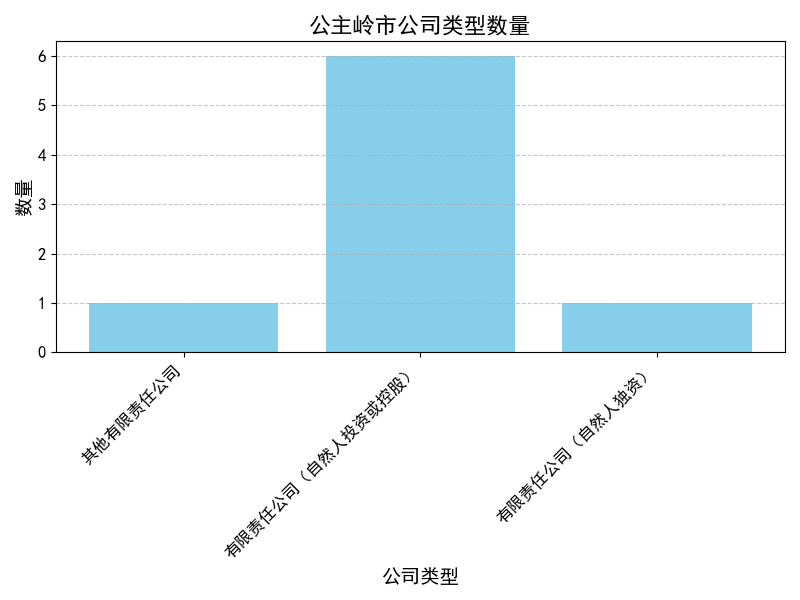 公主岭市公司类型数量
数量
6
5
4
3
2
1
0
其他有限责任公司
有限责任公司（自然人投资或控股）
有限责任公司（自然人独资）
公司类型